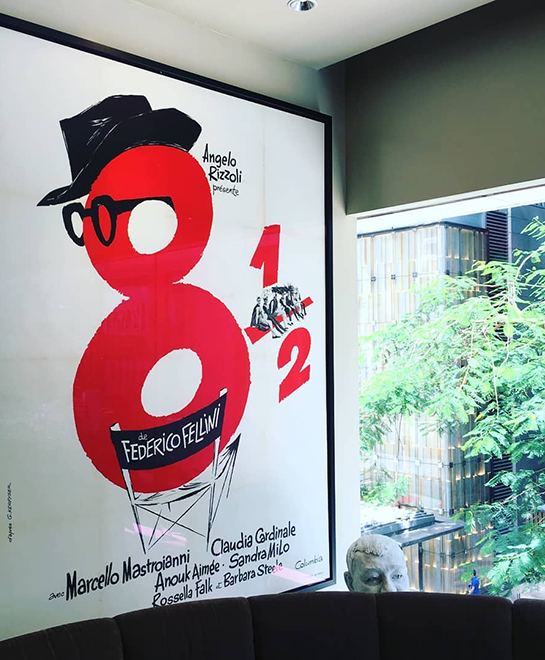 Angelo
Rizzoli
présente
8 1/2
de
FEDERICO FELLINI
avec Marcello Mastroianni
Claudia Cardinale
Anouk Aimée - Sandra Milo
Rossella Falk et Barbara Steele
Columbia